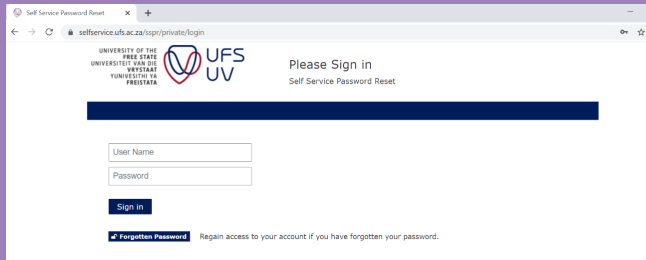 Self Service Password Reset
selfservice.ufs.ac.za/sspr/private/login
UNIVERSITY OF THE
FREE STATE
UNIVERSITEIT VAN DIE
VRYSTAAT
YUNIVESITHI YA
FREISTATA
UFS
UV
Please Sign in
Self Service Password Reset
User Name
Password
Sign in
Forgotten Password Regain access to your account if you have forgotten your password.